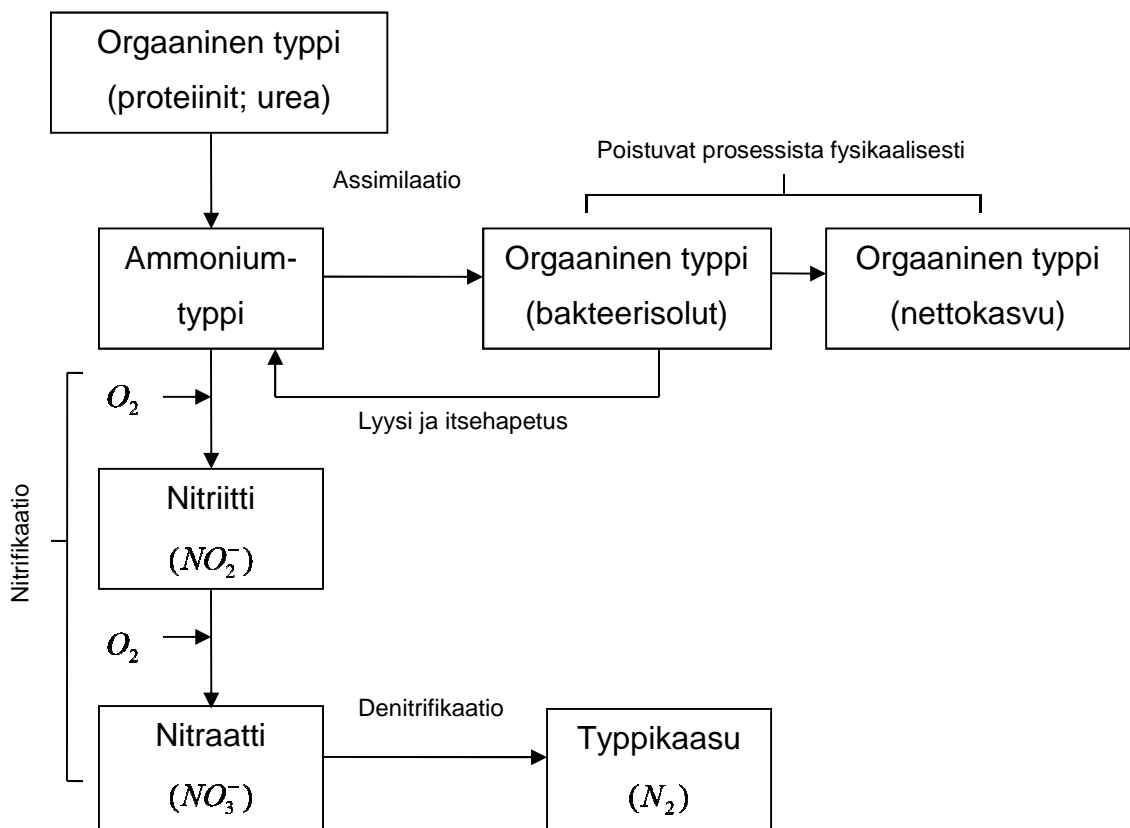 Orgaaninen typpi
(proteiinit; urea)
Poistuvat prosessista fysikaalisesti
Assimilaatio
Ammonium-
typpi
Orgaaninen typpi
(bakteerisolut)
Orgaaninen typpi
(nettokasvu)
O₂
Lyysi ja itsehapetus
Nitrifikaatio
Nitriitti
(NO₂⁻)
O₂
Denitrifikaatio
Nitraatti
(NO₃⁻)
Typpikaasu
(N₂)